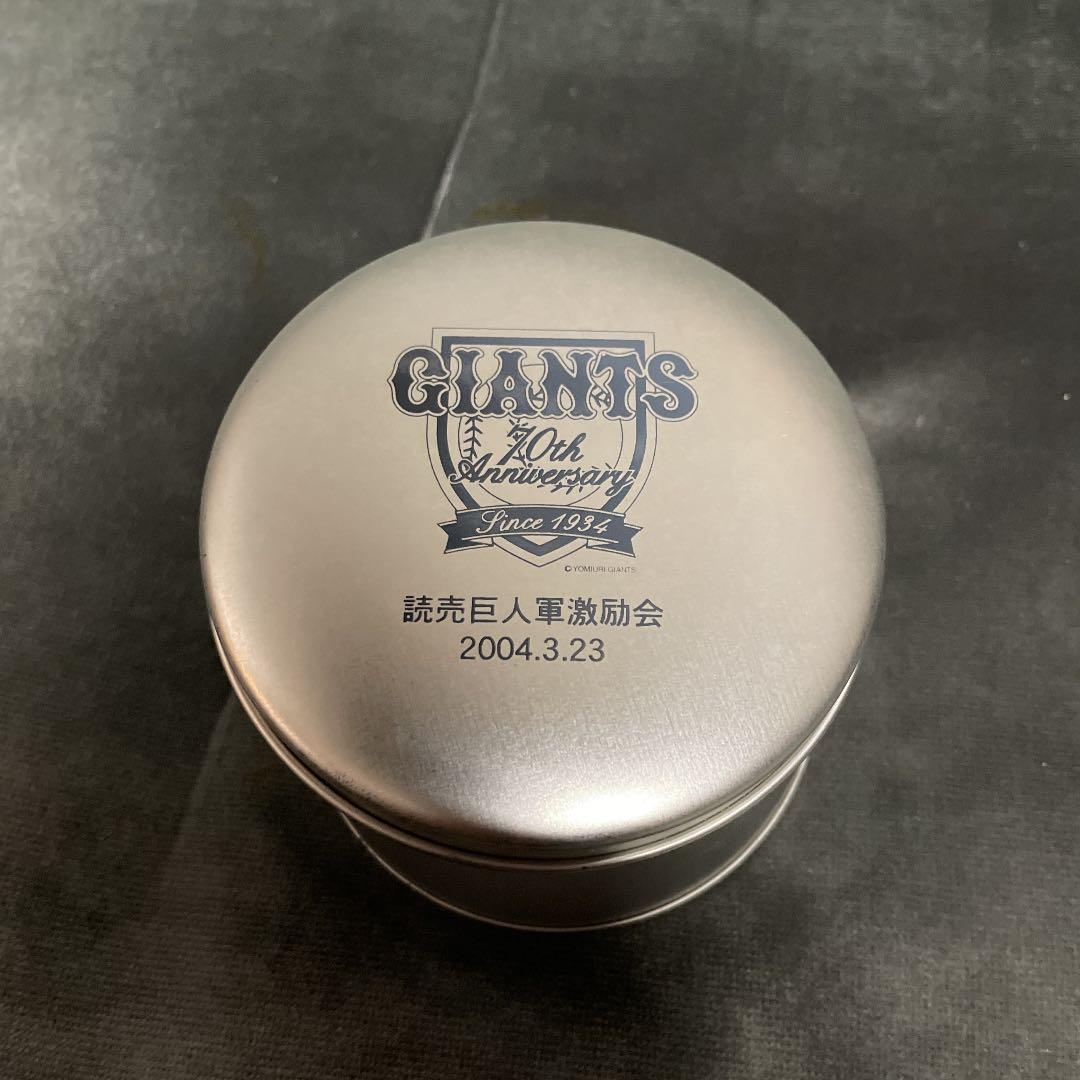 GIANTS
70th
Anniversary
Since 1934
© YOMIURI GIANTS
読売巨人軍激励会
2004.3.23